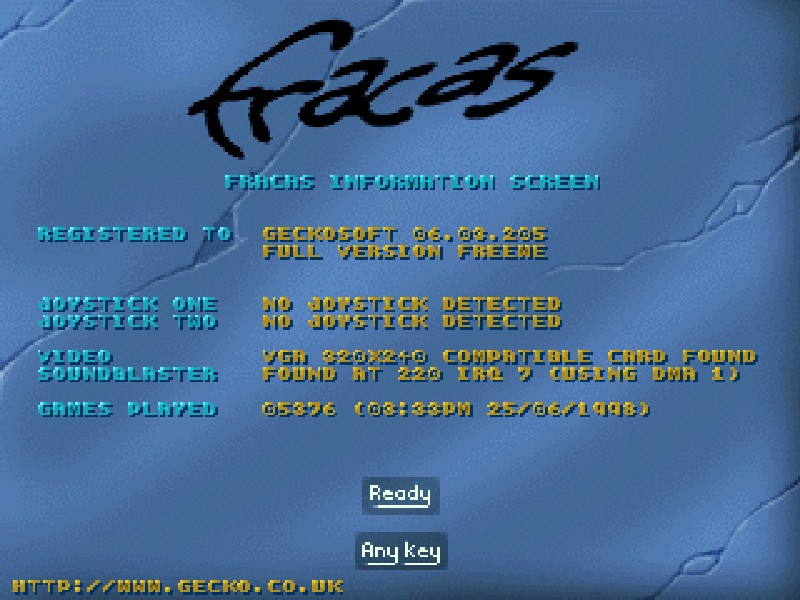 fracas
FRACAS INFORMATION SCREEN
REGISTERED TO GECKOSOFT 06.03.205
FULL VERSION FREEWE
JOYSTICK ONE NO JOYSTICK DETECTED
JOYSTICK TWO NO JOYSTICK DETECTED
VIDEO VGA 320X240 COMPATIBLE CARD FOUND
SOUNDBLASTER FOUND AT 220 IRQ 7 (USING DMA 1)
GAMES PLAYED 05376 (03:33PM 25/06/1998)
Ready
Any key
HTTP://WWW.GECKO.CO.UK